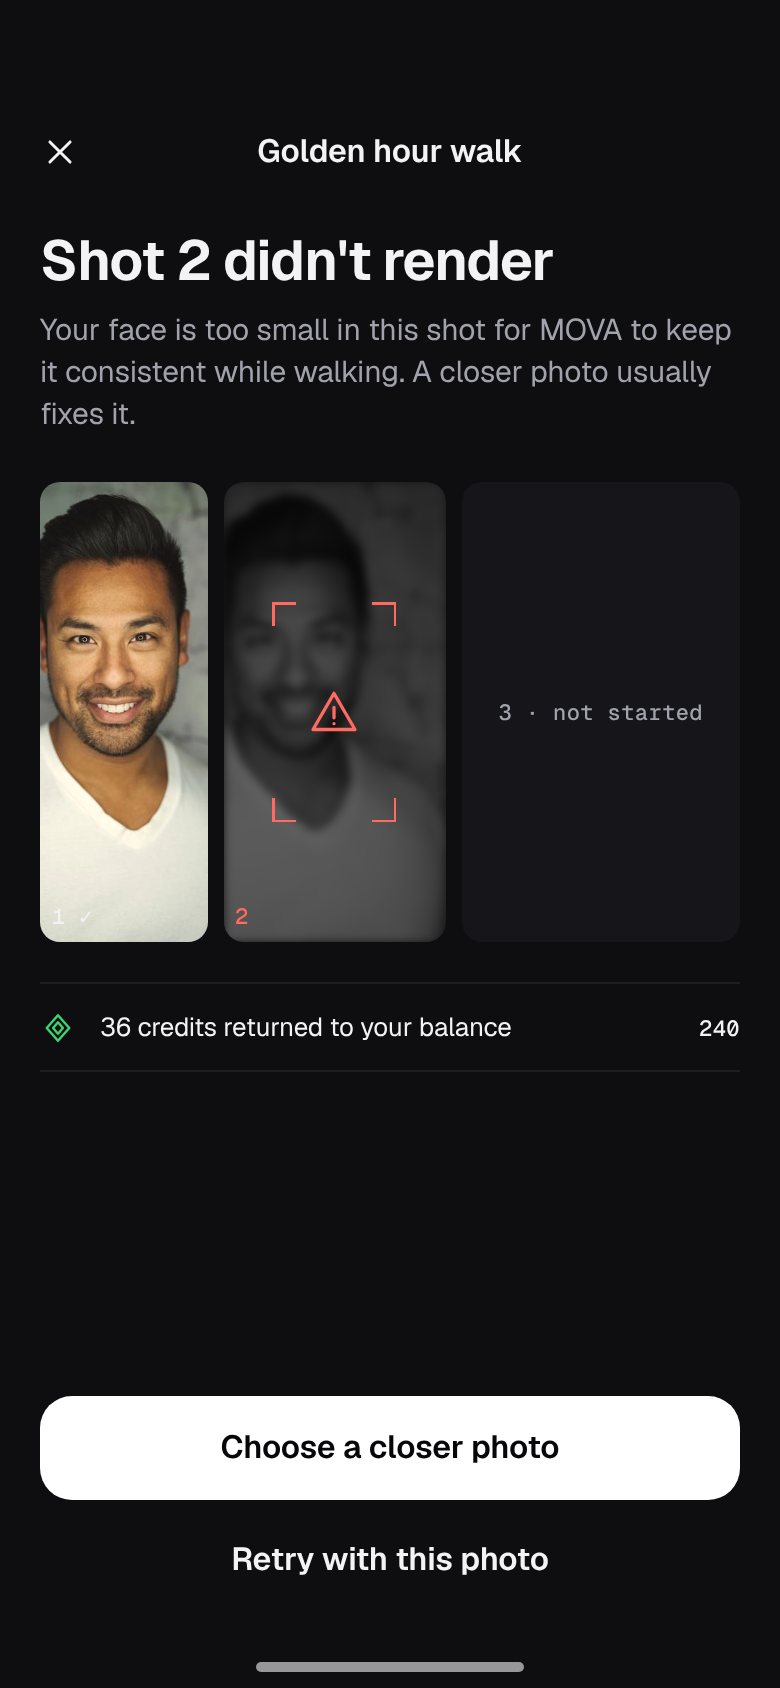 Golden hour walk
Shot 2 didn't render
Your face is too small in this shot for MOVA to keep
it consistent while walking. A closer photo usually
fixes it.
3 · not started
1 ✓
2
36 credits returned to your balance 240
Choose a closer photo
Retry with this photo